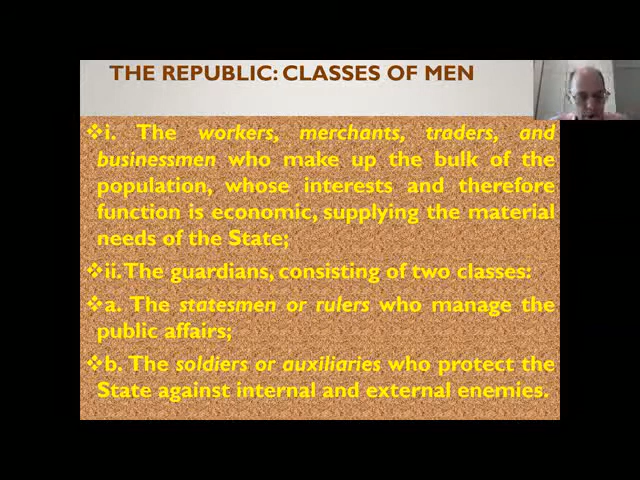 THE REPUBLIC: CLASSES OF MEN
❖i. The workers, merchants, traders, and
businessmen who make up the bulk of the
population, whose interests and therefore
function is economic, supplying the material
needs of the State;
❖ii. The guardians, consisting of two classes:
❖a. The statesmen or rulers who manage the
public affairs;
❖b. The soldiers or auxiliaries who protect the
State against internal and external enemies.